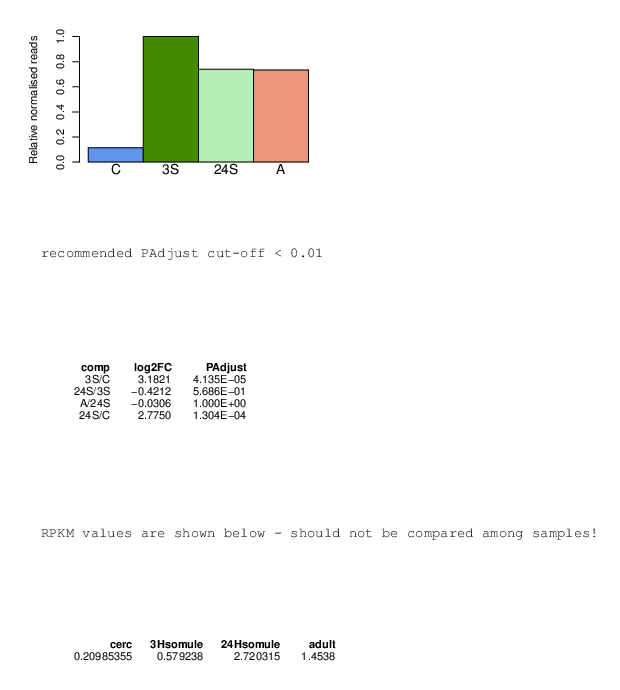 Relative normalised reads
1.0
0.8
0.6
0.4
0.2
0.0
C 3S 24S A
recommended PAdjust cut-off < 0.01
comp log2FC PAdjust
3S/C 3.1821 4.135E−05
24S/3S −0.4212 5.686E−01
A/24S −0.0306 1.000E+00
24S/C 2.7750 1.304E−04
RPKM values are shown below - should not be compared among samples!
cerc 3Hsomule 24Hsomule adult
0.20985355 0.579238 2.720315 1.4538